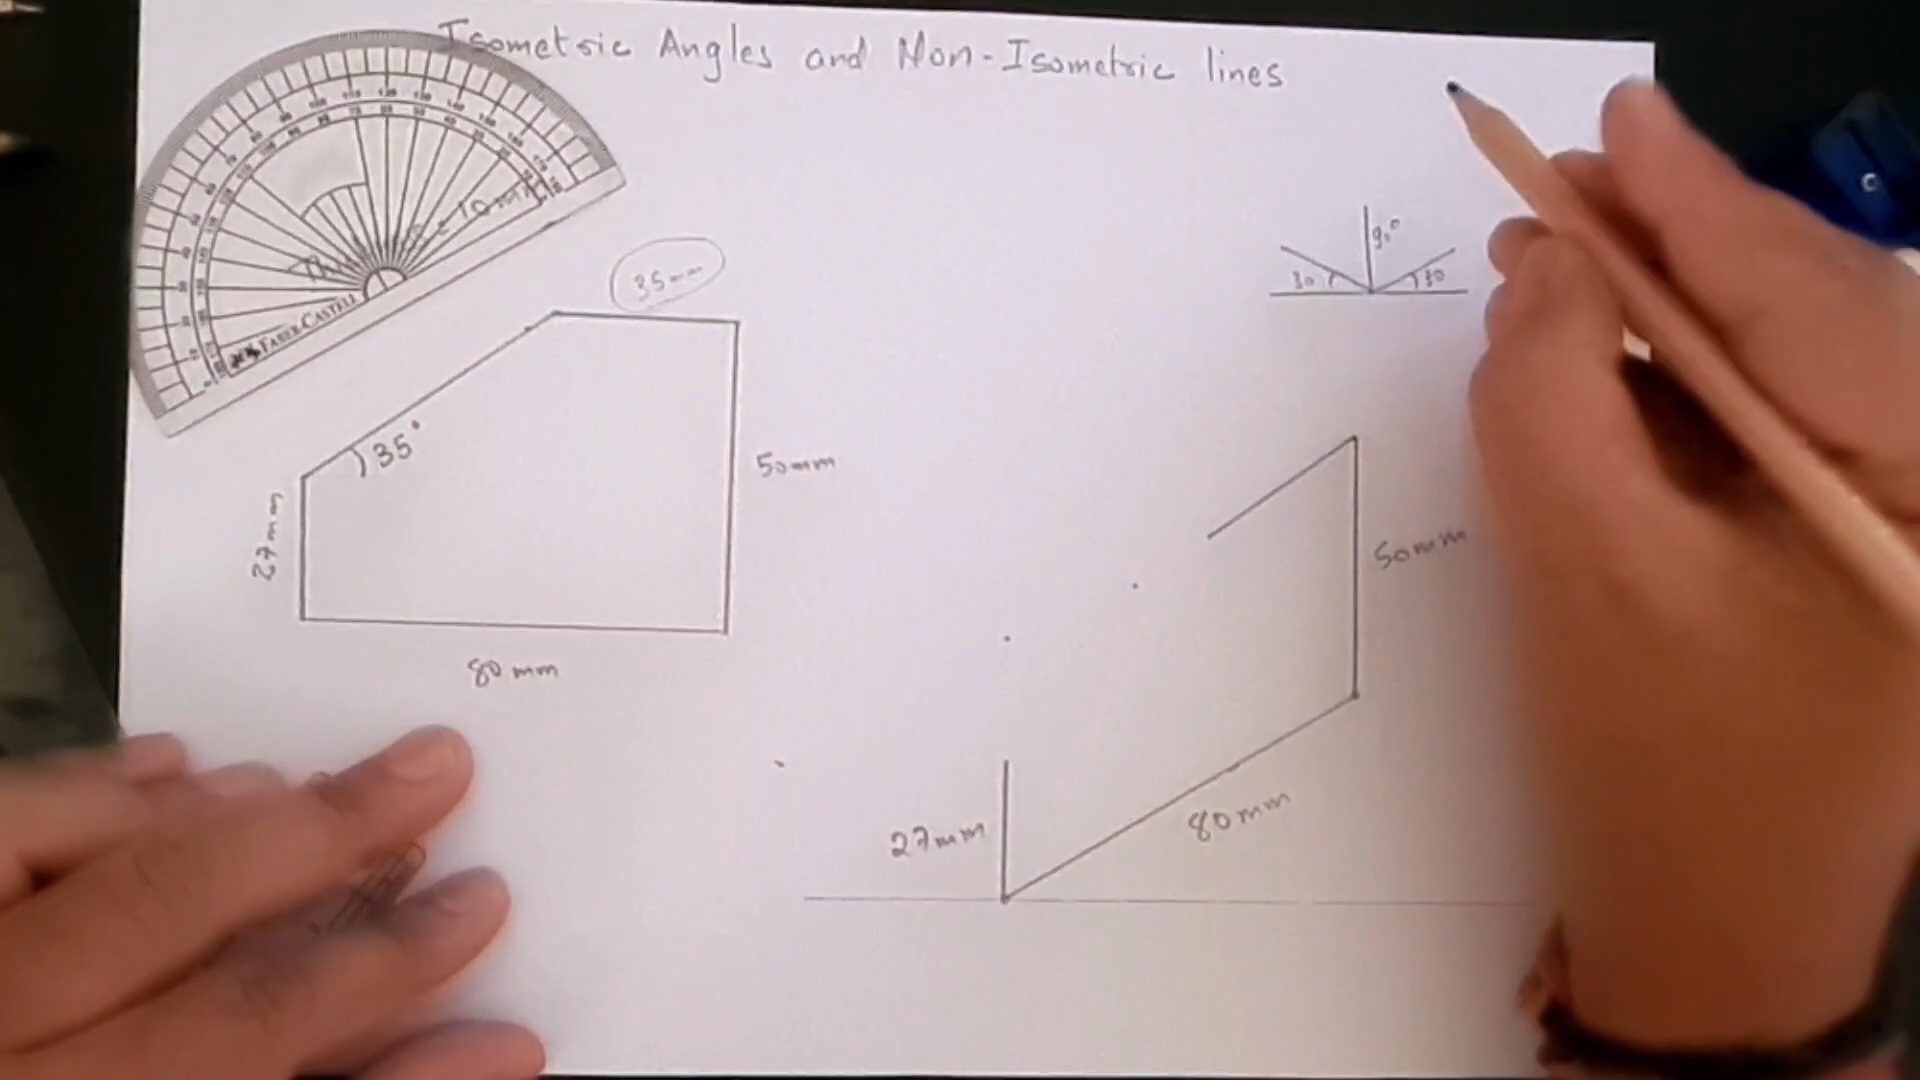 Isometric Angles and Non-Isometric lines
FABER-CASTELL
35mm
35°
27mm
50mm
80 mm
90°
30
30
50mm
27mm
80mm